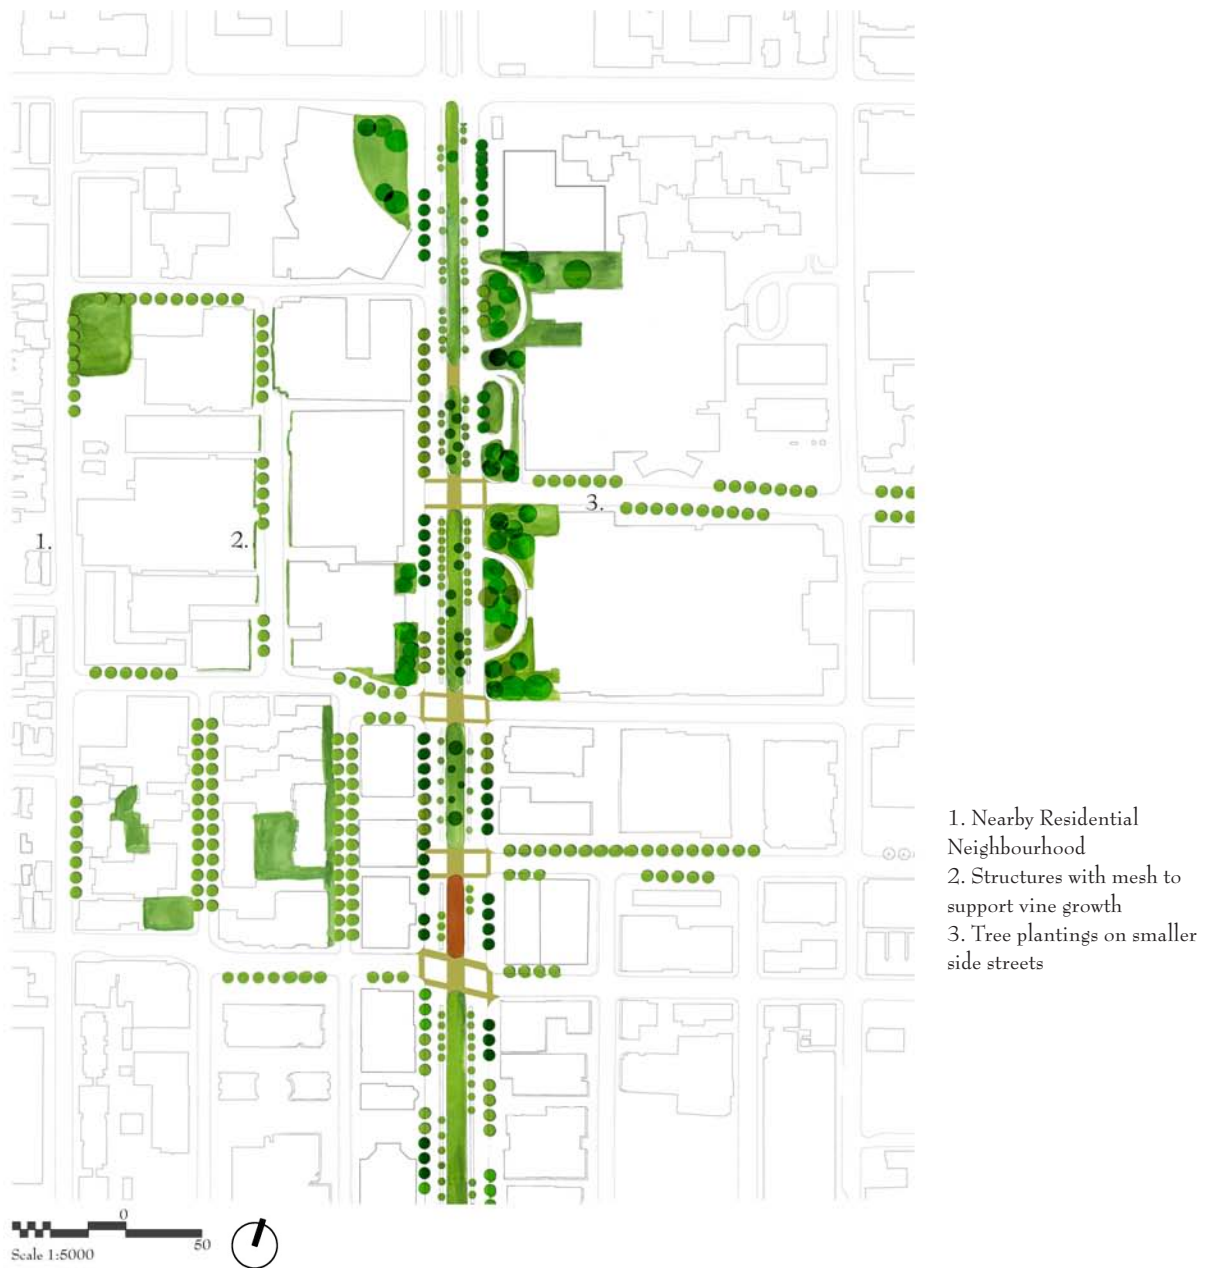 3.
1.
2.
1. Nearby Residential
Neighbourhood
2. Structures with mesh to
support vine growth
3. Tree plantings on smaller
side streets
0
50
Scale 1:5000